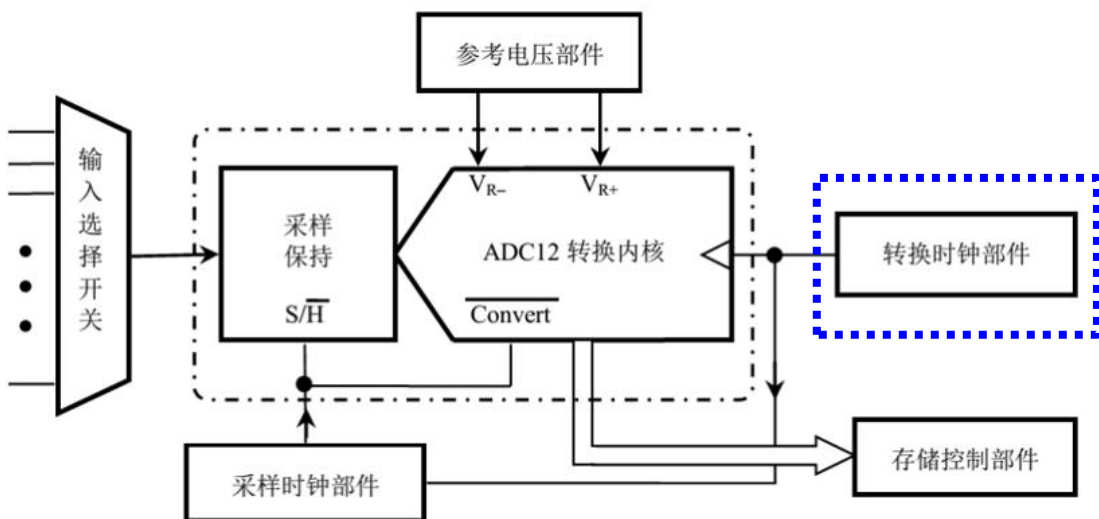 参考电压部件
输入选择开关
采样
保持
S/H̅
V_R−
V_R+
ADC12 转换内核
C̅o̅n̅v̅e̅r̅t̅
转换时钟部件
采样时钟部件
存储控制部件